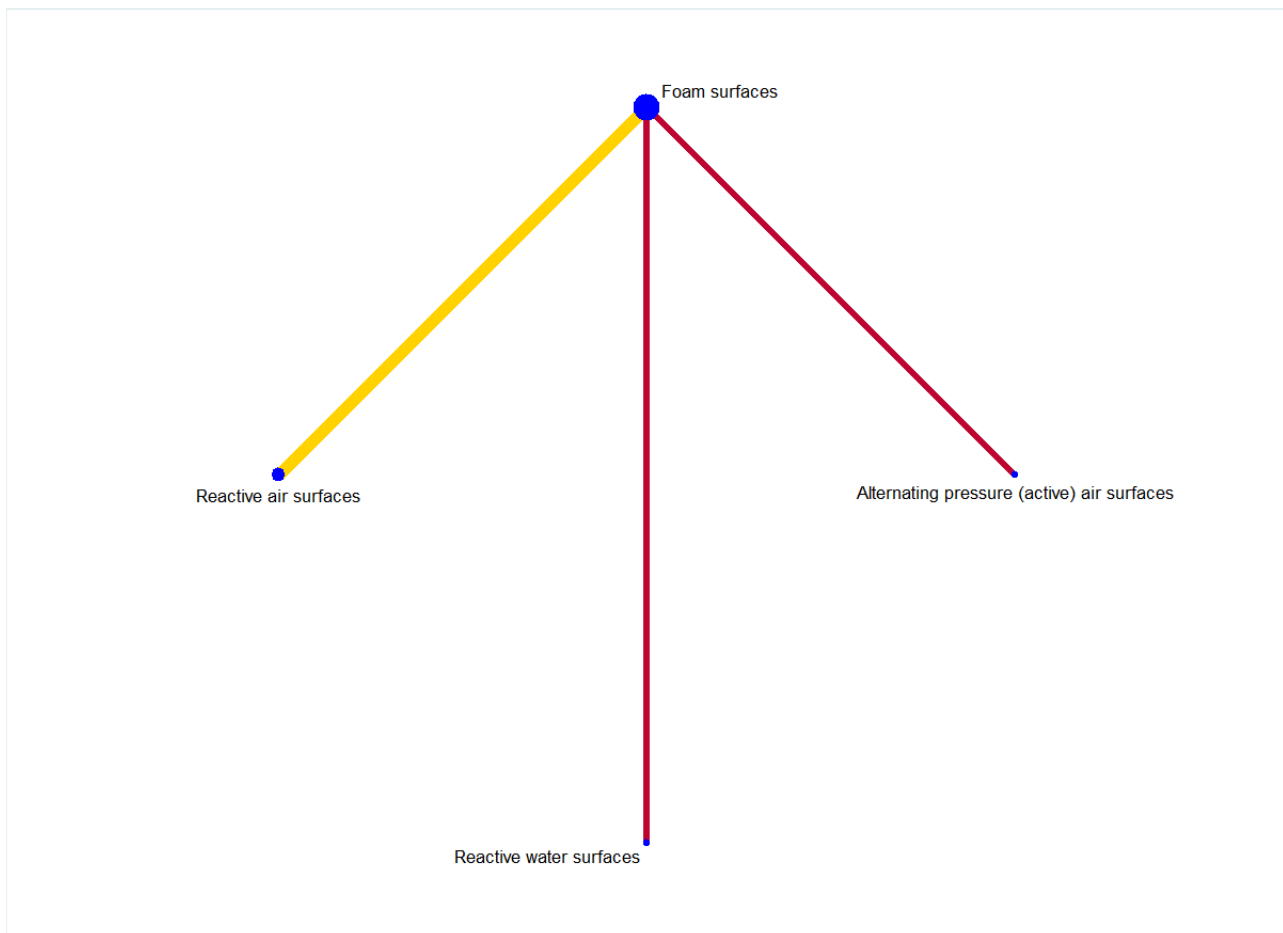 Foam surfaces
Reactive air surfaces
Alternating pressure (active) air surfaces
Reactive water surfaces